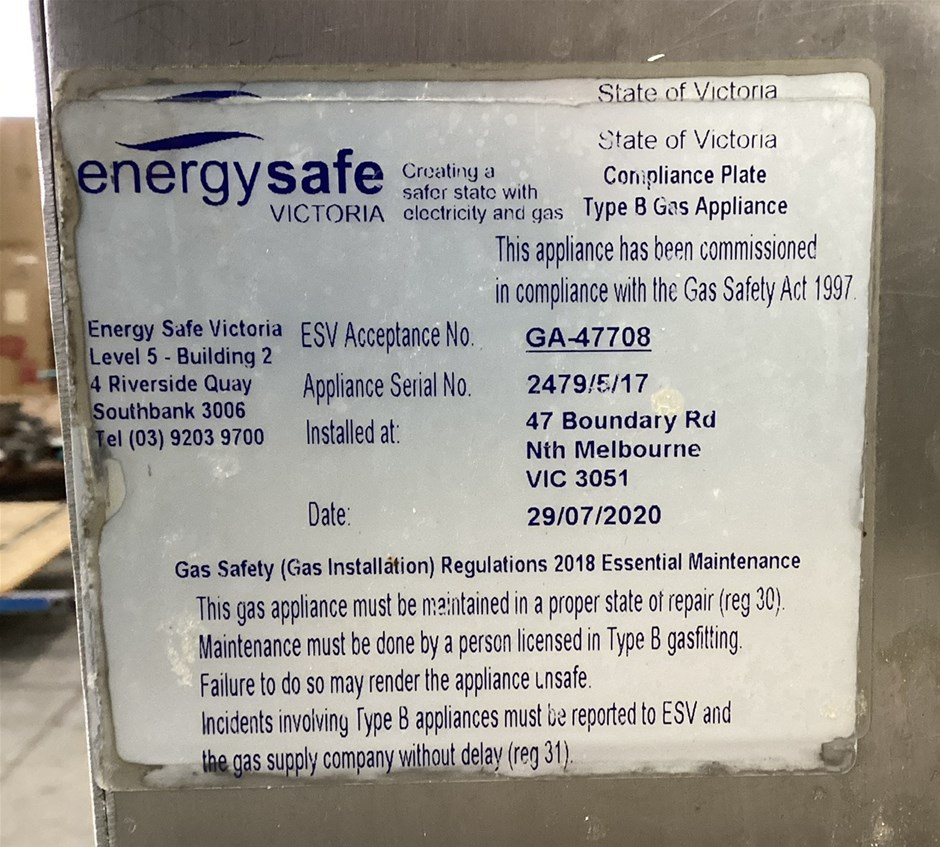 State of Victoria
State of Victoria
energysafe
VICTORIA
Creating a
safer state with
electricity and gas
Compliance Plate
Type B Gas Appliance
This appliance has been commissioned
in compliance with the Gas Safety Act 1997.
Energy Safe Victoria
Level 5 - Building 2
4 Riverside Quay
Southbank 3006
Tel (03) 9203 9700
ESV Acceptance No. GA-47708
Appliance Serial No. 2479/5/17
Installed at: 47 Boundary Rd
Nth Melbourne
VIC 3051
Date: 29/07/2020
Gas Safety (Gas Installation) Regulations 2018 Essential Maintenance
This gas appliance must be maintained in a proper state of repair (reg 30).
Maintenance must be done by a person licensed in Type B gasfitting.
Failure to do so may render the appliance unsafe.
Incidents involving Type B appliances must be reported to ESV and
the gas supply company without delay (reg 31).